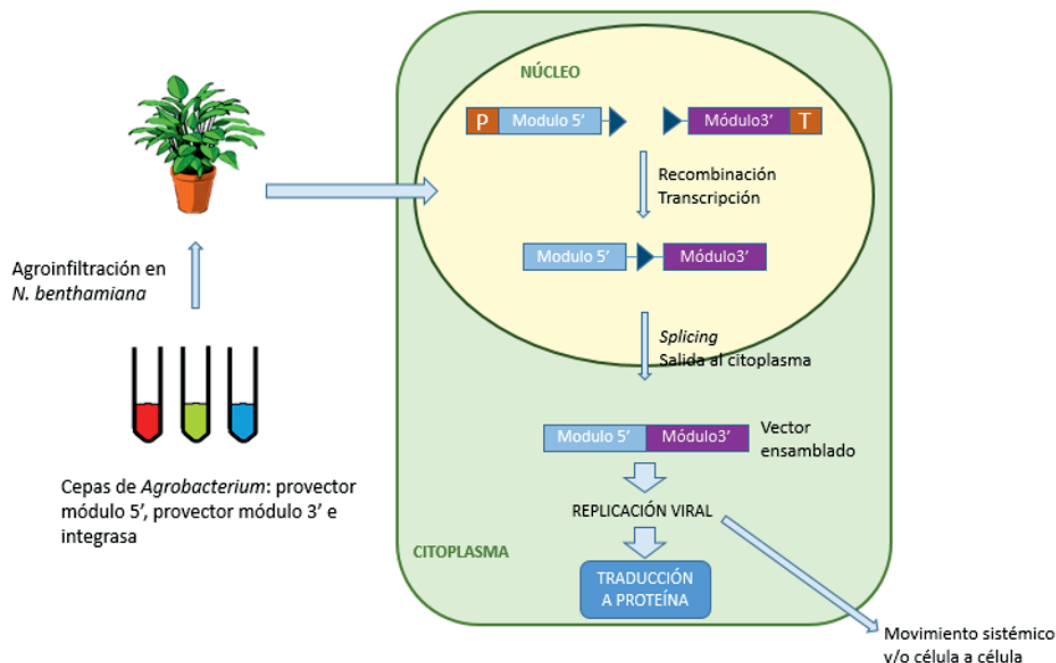 NÚCLEO
P Modulo 5’ Módulo3’ T
Recombinación
Transcripción
Modulo 5’ Módulo3’
Splicing
Salida al citoplasma
Modulo 5’ Módulo3’
Vector
ensamblado
REPLICACIÓN VIRAL
CITOPLASMA
TRADUCCIÓN
A PROTEÍNA
Movimiento sistémico
y/o célula a célula
Agroinfiltración en
N. benthamiana
Cepas de Agrobacterium: provector
módulo 5’, provector módulo 3’ e
integrasa